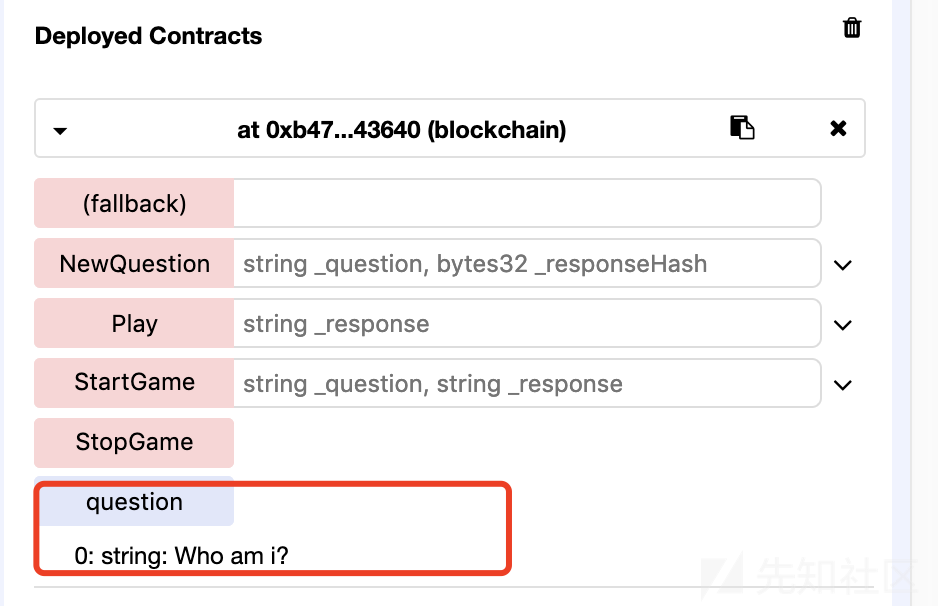 Deployed Contracts
at 0xb47...43640 (blockchain)
(fallback)
NewQuestion string _question, bytes32 _responseHash
Play string _response
StartGame string _question, string _response
StopGame
question
0: string: Who am i?
先知社区